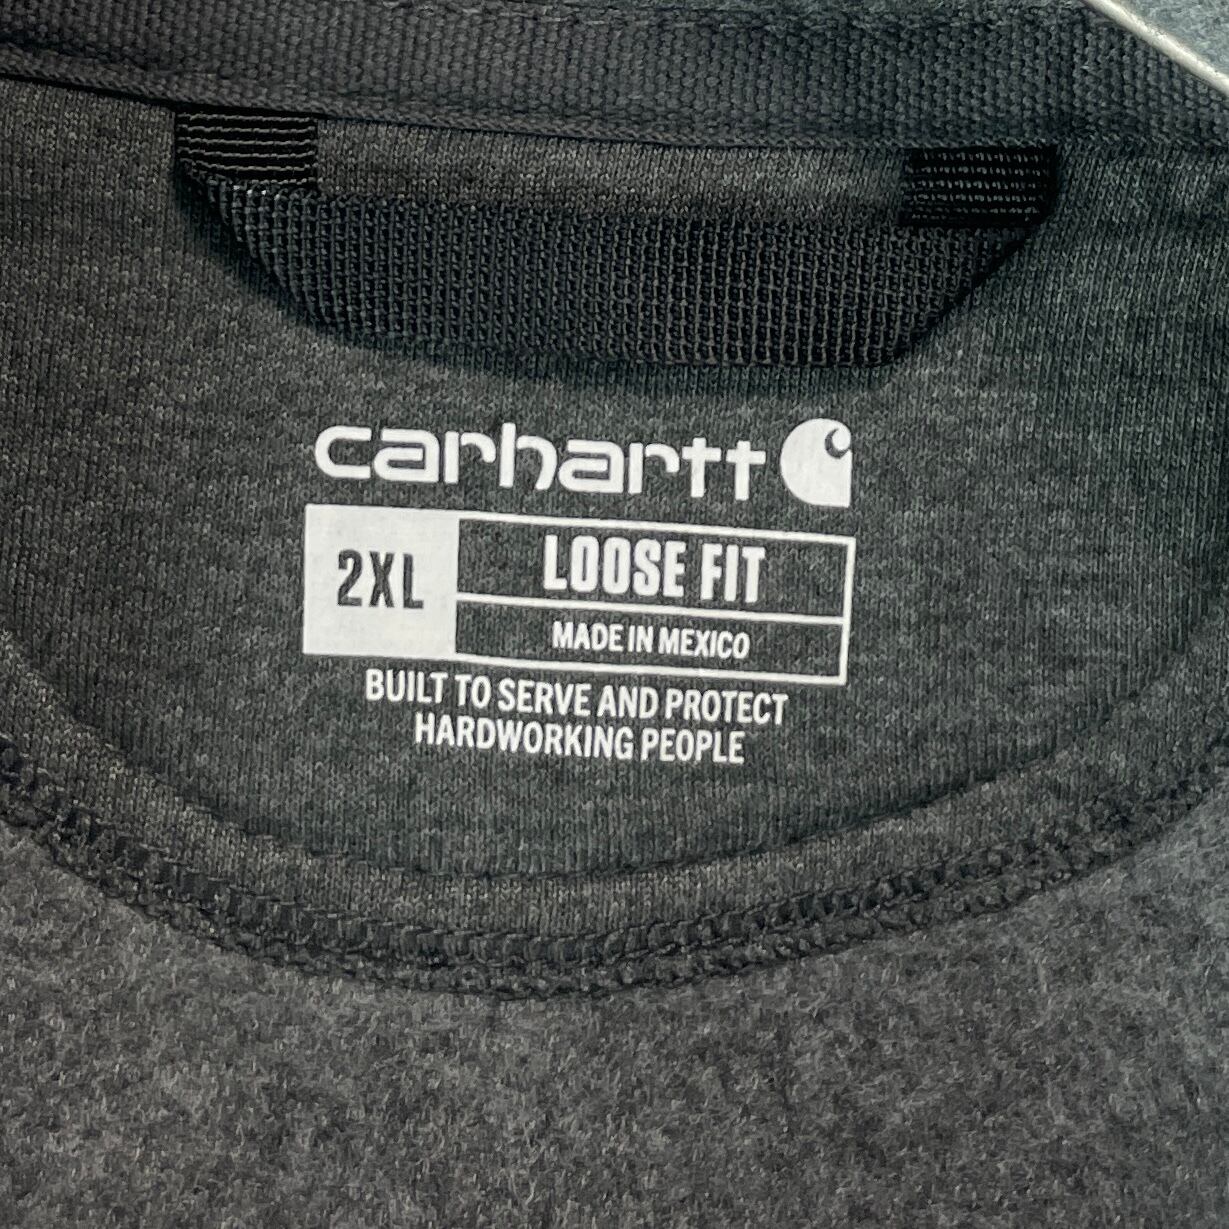 carhartt
2XL
LOOSE FIT
MADE IN MEXICO
BUILT TO SERVE AND PROTECT
HARDWORKING PEOPLE